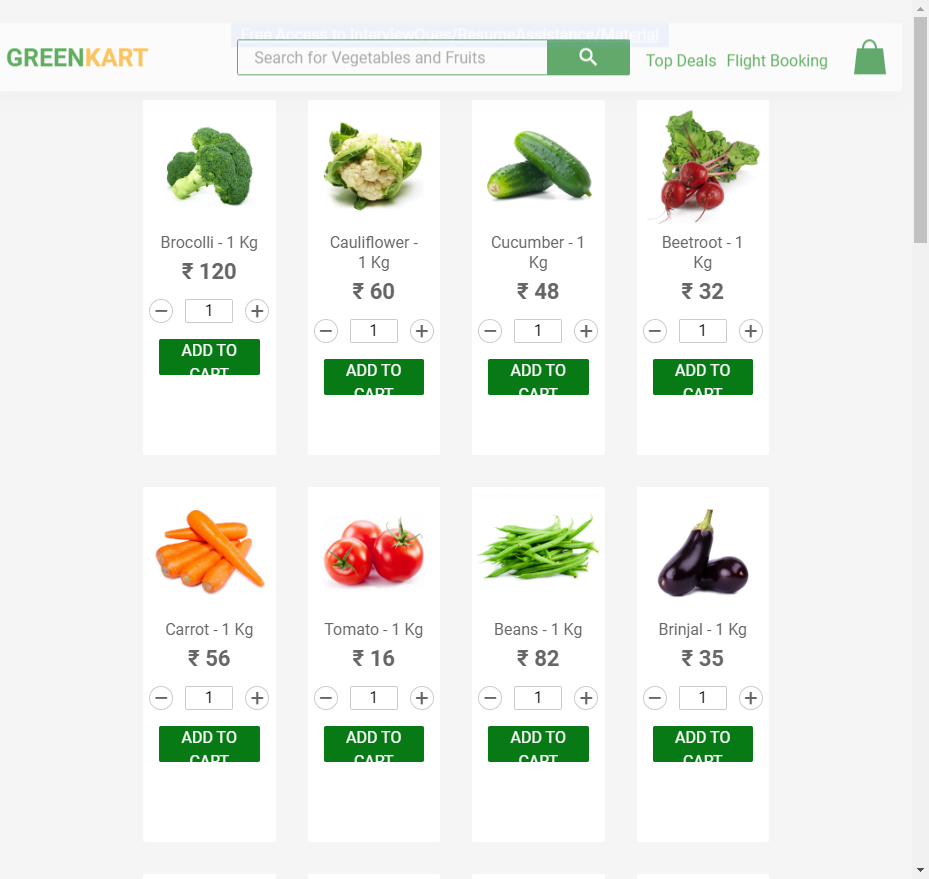 Free Access to InterviewQues/ResumeAssistance/Material
GREENKART
Search for Vegetables and Fruits
Top Deals Flight Booking
Brocolli - 1 Kg
₹ 120
1
ADD TO
CART
Cauliflower -
1 Kg
₹ 60
1
ADD TO
CART
Cucumber - 1
Kg
₹ 48
1
ADD TO
CART
Beetroot - 1
Kg
₹ 32
1
ADD TO
CART
Carrot - 1 Kg
₹ 56
1
ADD TO
CART
Tomato - 1 Kg
₹ 16
1
ADD TO
CART
Beans - 1 Kg
₹ 82
1
ADD TO
CART
Brinjal - 1 Kg
₹ 35
1
ADD TO
CART